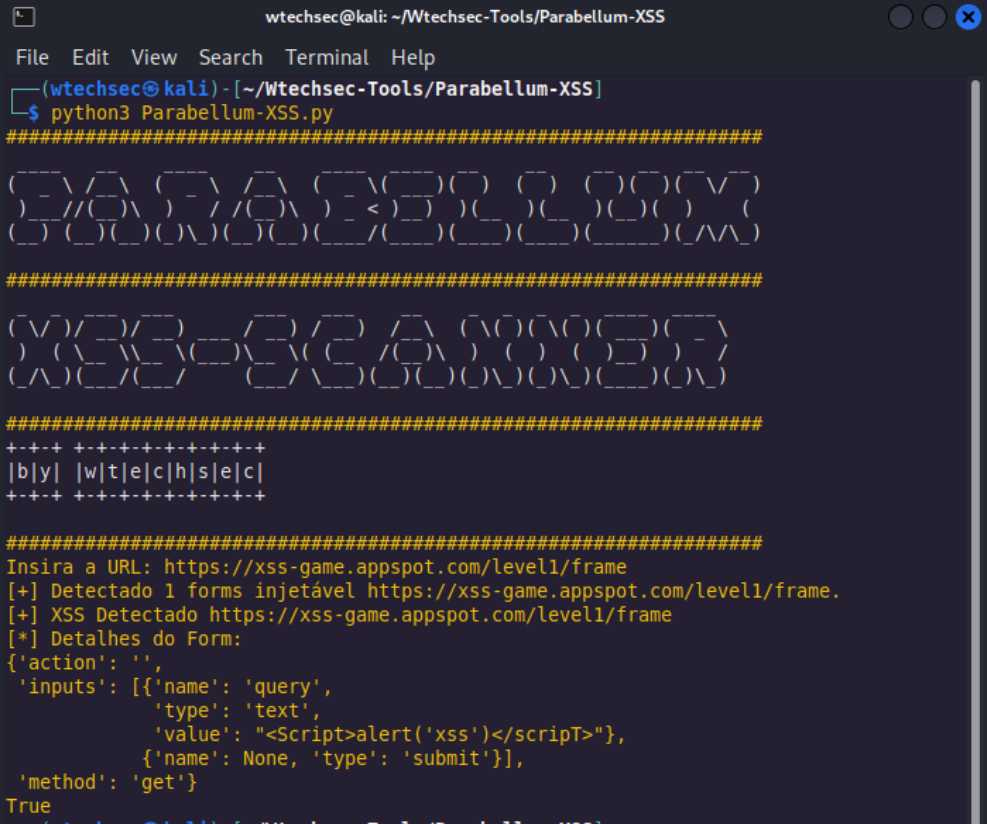 wtechsec@kali: ~/Wtechsec-Tools/Parabellum-XSS
File Edit View Search Terminal Help
┌──(wtechsec㉿kali)-[~/Wtechsec-Tools/Parabellum-XSS]
└─$ python3 Parabellum-XSS.py
###################################################################
PARABELLUM
###################################################################
XSS-SCANNER
###################################################################
+-+-+ +-+-+-+-+-+-+-+-+
|b|y| |w|t|e|c|h|s|e|c|
+-+-+ +-+-+-+-+-+-+-+-+
###################################################################
Insira a URL: https://xss-game.appspot.com/level1/frame
[+] Detectado 1 forms injetável https://xss-game.appspot.com/level1/frame.
[+] XSS Detectado https://xss-game.appspot.com/level1/frame
[*] Detalhes do Form:
{'action': '',
 'inputs': [{'name': 'query',
             'type': 'text',
             'value': "<Script>alert('xss')</scripT>"},
            {'name': None, 'type': 'submit'}],
 'method': 'get'}
True